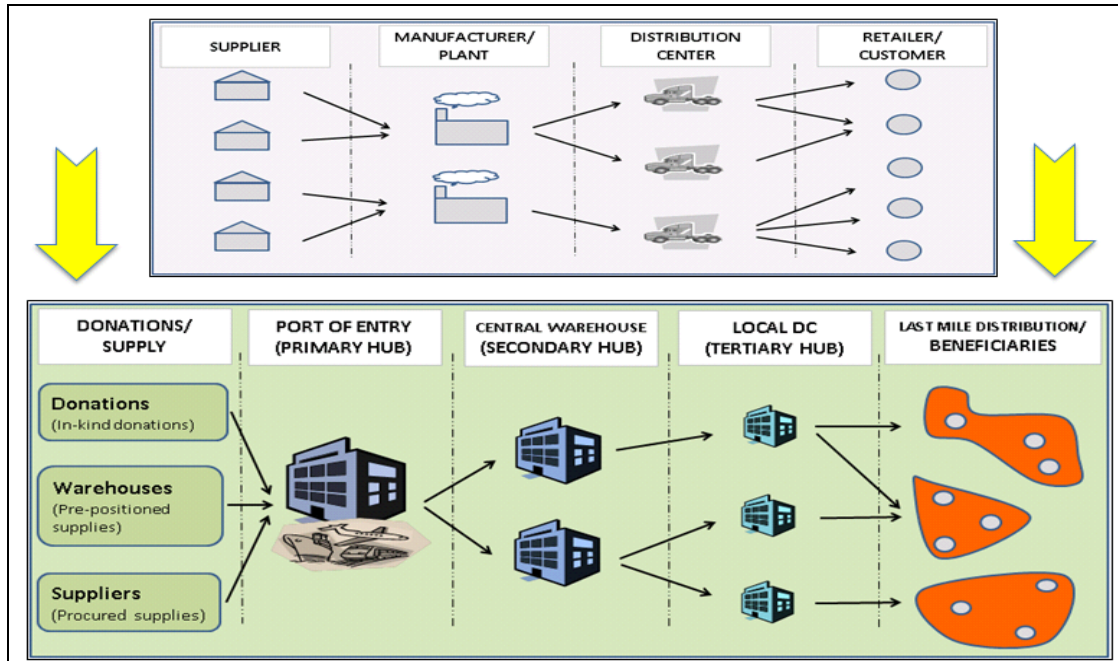 SUPPLIER
MANUFACTURER/
PLANT
DISTRIBUTION
CENTER
RETAILER/
CUSTOMER
DONATIONS/
SUPPLY
PORT OF ENTRY
(PRIMARY HUB)
CENTRAL WAREHOUSE
(SECONDARY HUB)
LOCAL DC
(TERTIARY HUB)
LAST MILE DISTRIBUTION/
BENEFICIARIES
Donations
(In-kind donations)
Warehouses
(Pre-positioned
supplies)
Suppliers
(Procured supplies)